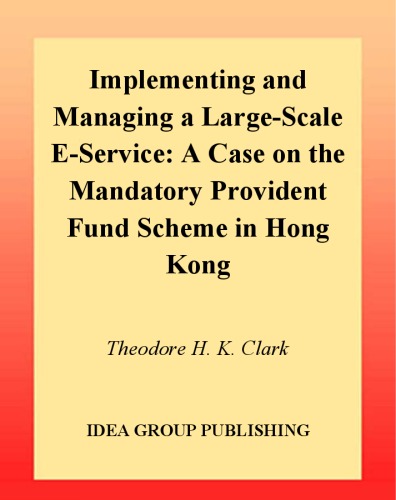 Implementing and
Managing a Large-Scale
E-Service: A Case on the
Mandatory Provident
Fund Scheme in Hong
Kong
Theodore H. K. Clark
IDEA GROUP PUBLISHING